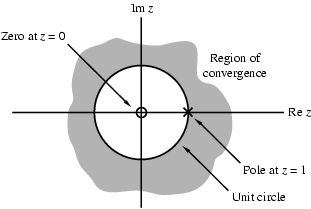 Im z
Zero at z = 0
Region of
convergence
Re z
Pole at z = 1
Unit circle